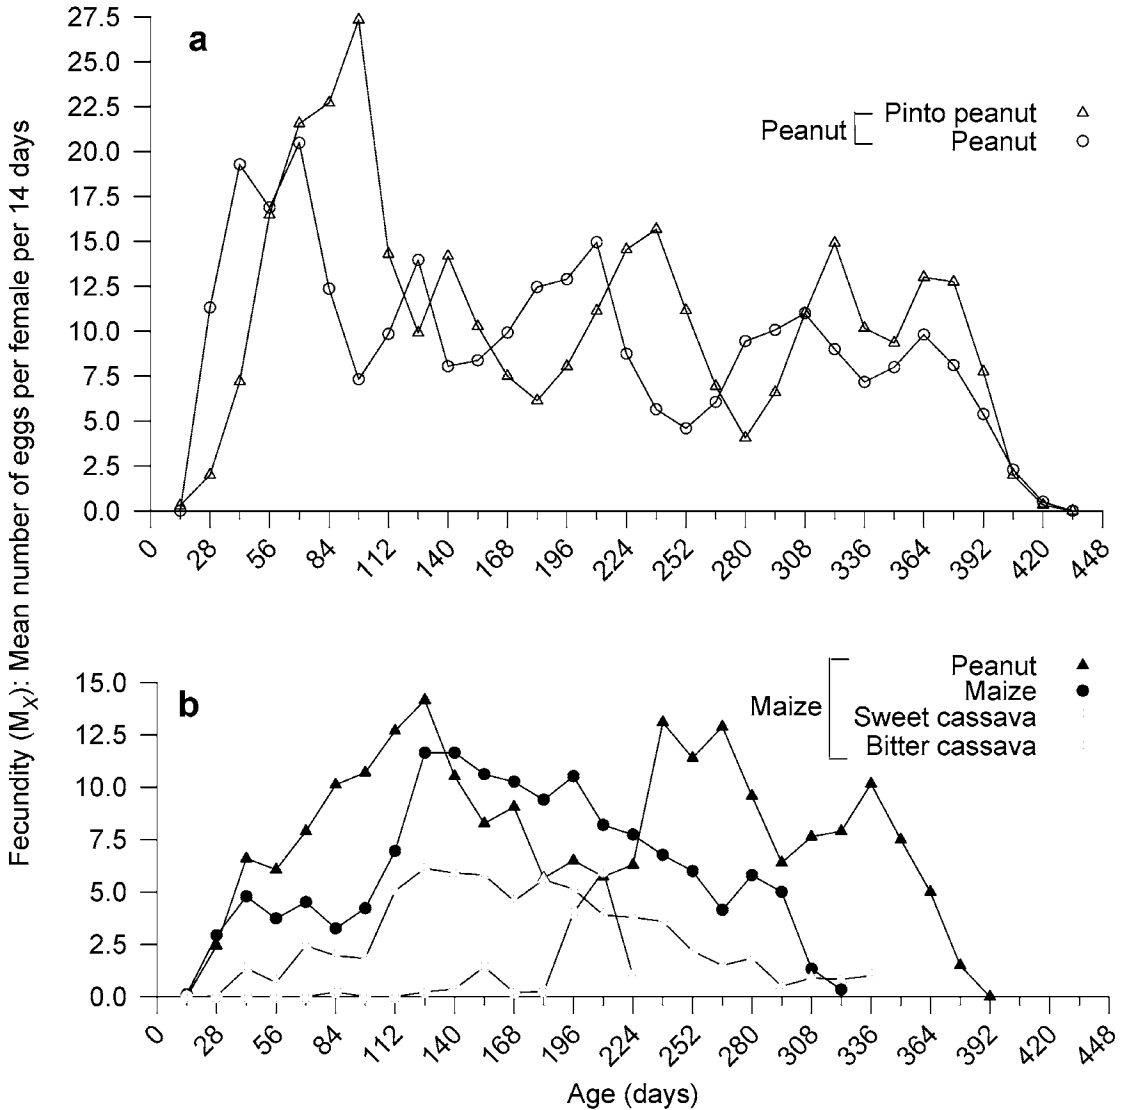 Fecundity (MX): Mean number of eggs per female per 14 days
a
27.5
25.0
22.5
20.0
17.5
15.0
12.5
10.0
7.5
5.0
2.5
0.0
Peanut
Pinto peanut
Peanut
0 28 56 84 112 140 168 196 224 252 280 308 336 364 392 420 448
b
15.0
12.5
10.0
7.5
5.0
2.5
0.0
Maize
Peanut
Maize
Sweet cassava
Bitter cassava
0 28 56 84 112 140 168 196 224 252 280 308 336 364 392 420 448
Age (days)